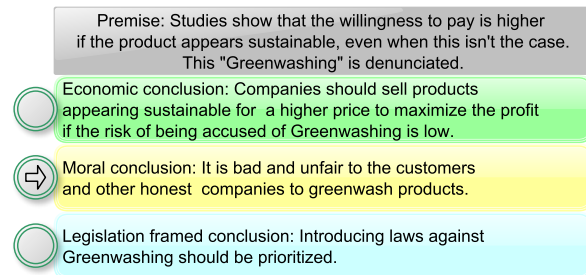 Premise: Studies show that the willingness to pay is higher
if the product appears sustainable, even when this isn't the case.
This "Greenwashing" is denunciated.
Economic conclusion: Companies should sell products
appearing sustainable for a higher price to maximize the profit
if the risk of being accused of Greenwashing is low.
Moral conclusion: It is bad and unfair to the customers
and other honest companies to greenwash products.
Legislation framed conclusion: Introducing laws against
Greenwashing should be prioritized.